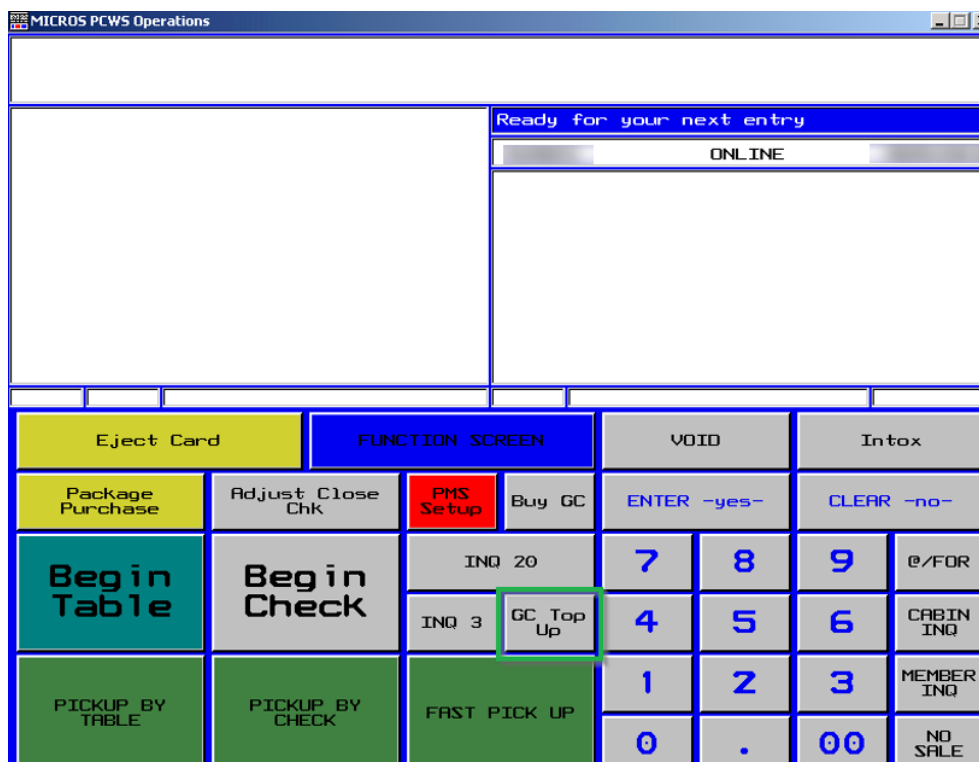 MICROS PCWS Operations
Ready for your next entry
ONLINE
Eject Card
FUNCTION SCREEN
VOID
Intox
Package
Purchase
Adjust Close
Chk
PMS
Setup
Buy GC
ENTER -yes-
CLEAR -no-
Begin
Table
Begin
Check
INQ 20
7
8
9
@/FOR
INQ 3
GC Top
Up
4
5
6
CABIN
INQ
PICKUP BY
TABLE
PICKUP BY
CHECK
FAST PICK UP
1
2
3
MEMBER
INQ
0
.
00
NO
SALE